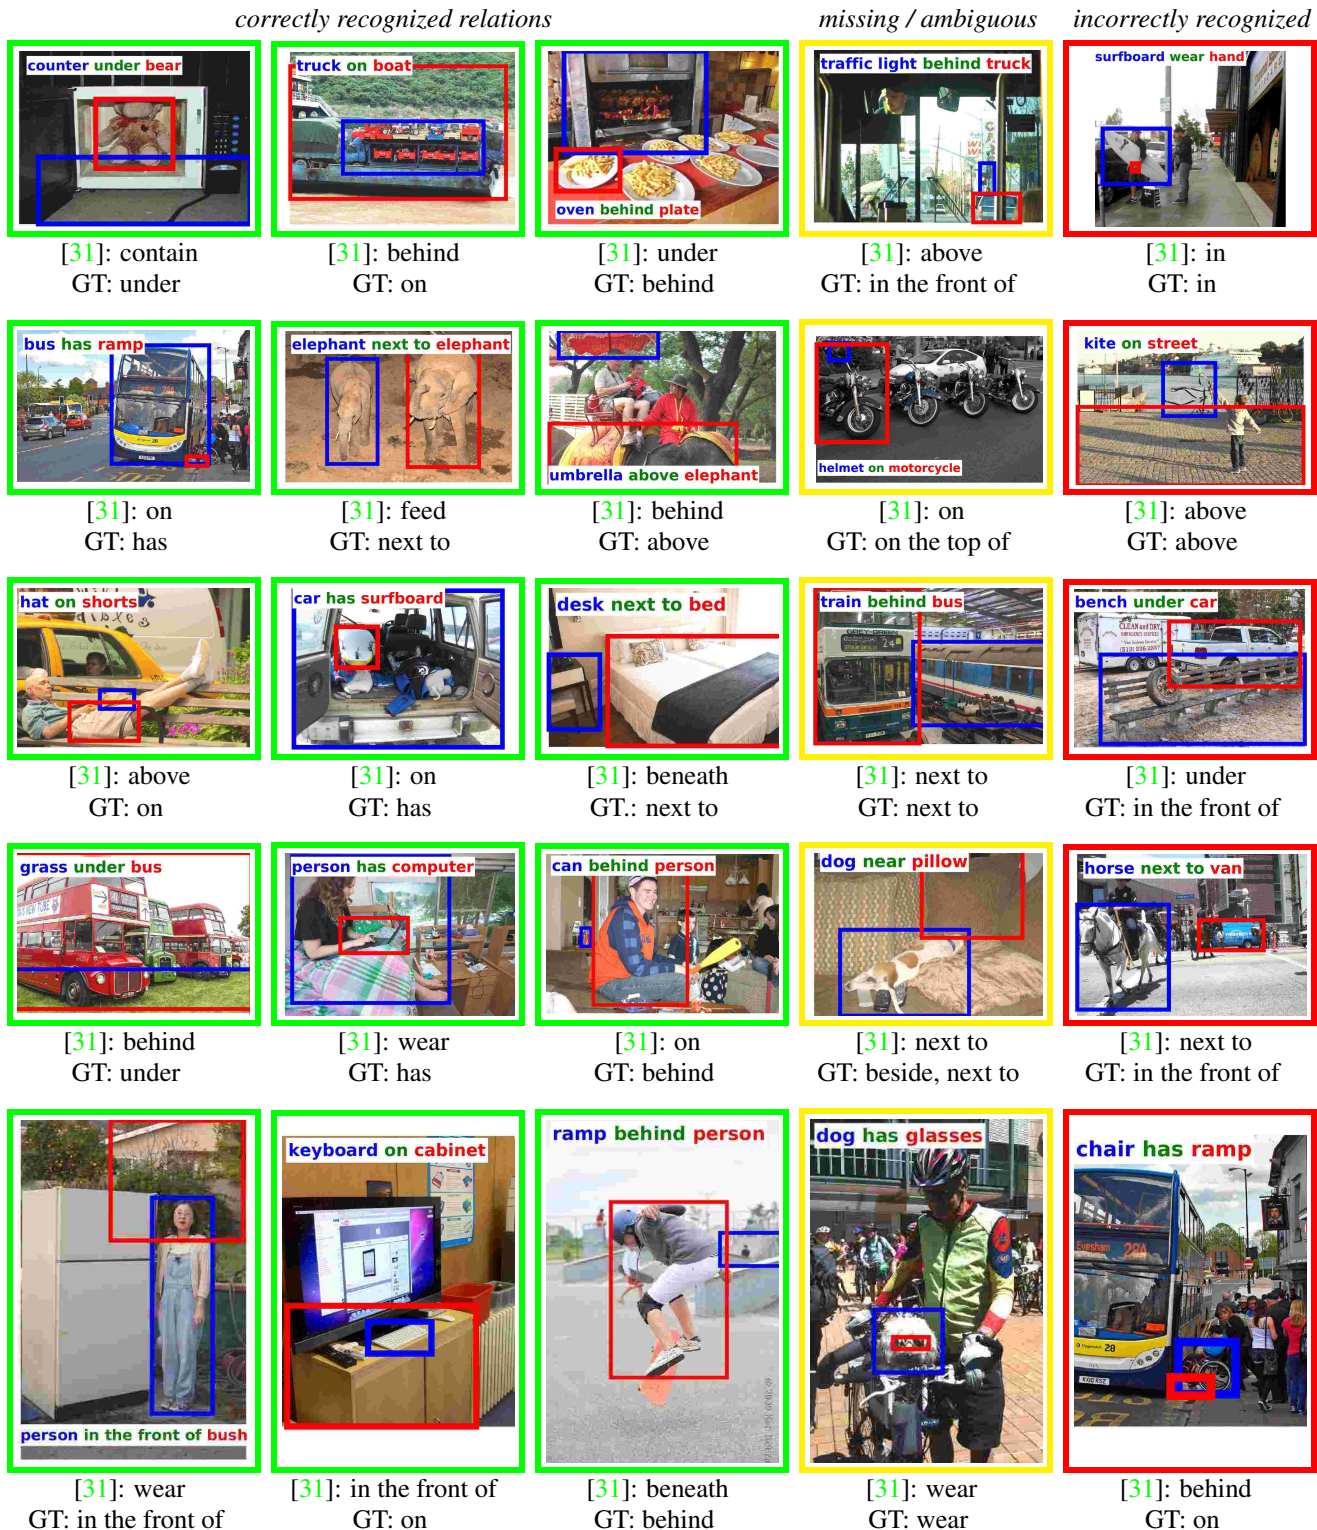 correctly recognized relations missing / ambiguous incorrectly recognized
counter under bear
truck on boat
oven behind plate
traffic light behind truck
surfboard wear hand
[31]: contain
GT: under
[31]: behind
GT: on
[31]: under
GT: behind
[31]: above
GT: in the front of
[31]: in
GT: in
bus has ramp
elephant next to elephant
umbrella above elephant
helmet on motorcycle
kite on street
[31]: on
GT: has
[31]: feed
GT: next to
[31]: behind
GT: above
[31]: on
GT: on the top of
[31]: above
GT: above
hat on shorts
car has surfboard
desk next to bed
train behind bus
GREY-GREEN
24
bench under car
CLEAN and DRY
[31]: above
GT: on
[31]: on
GT: has
[31]: beneath
GT.: next to
[31]: next to
GT: next to
[31]: under
GT: in the front of
grass under bus
person has computer
can behind person
dog near pillow
horse next to van
[31]: behind
GT: under
[31]: wear
GT: has
[31]: on
GT: behind
[31]: next to
GT: beside, next to
[31]: next to
GT: in the front of
person in the front of bush
keyboard on cabinet
ramp behind person
dog has glasses
chair has ramp
Evesham 28A
28
[31]: wear
GT: in the front of
[31]: in the front of
GT: on
[31]: beneath
GT: behind
[31]: wear
GT: wear
[31]: behind
GT: on